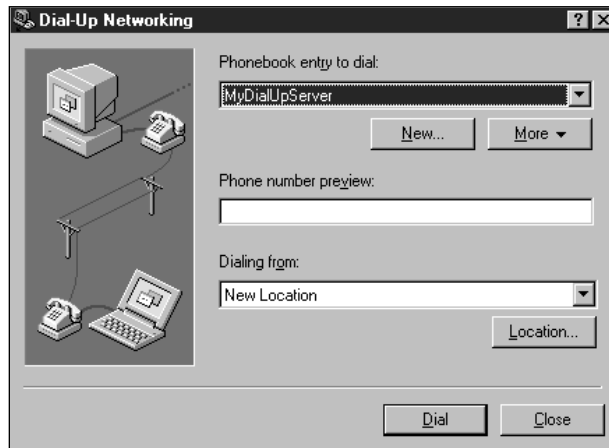 Dial-Up Networking
Phonebook entry to dial:
MyDialUpServer
New...
More
Phone number preview:
Dialing from:
New Location
Location...
Dial
Close